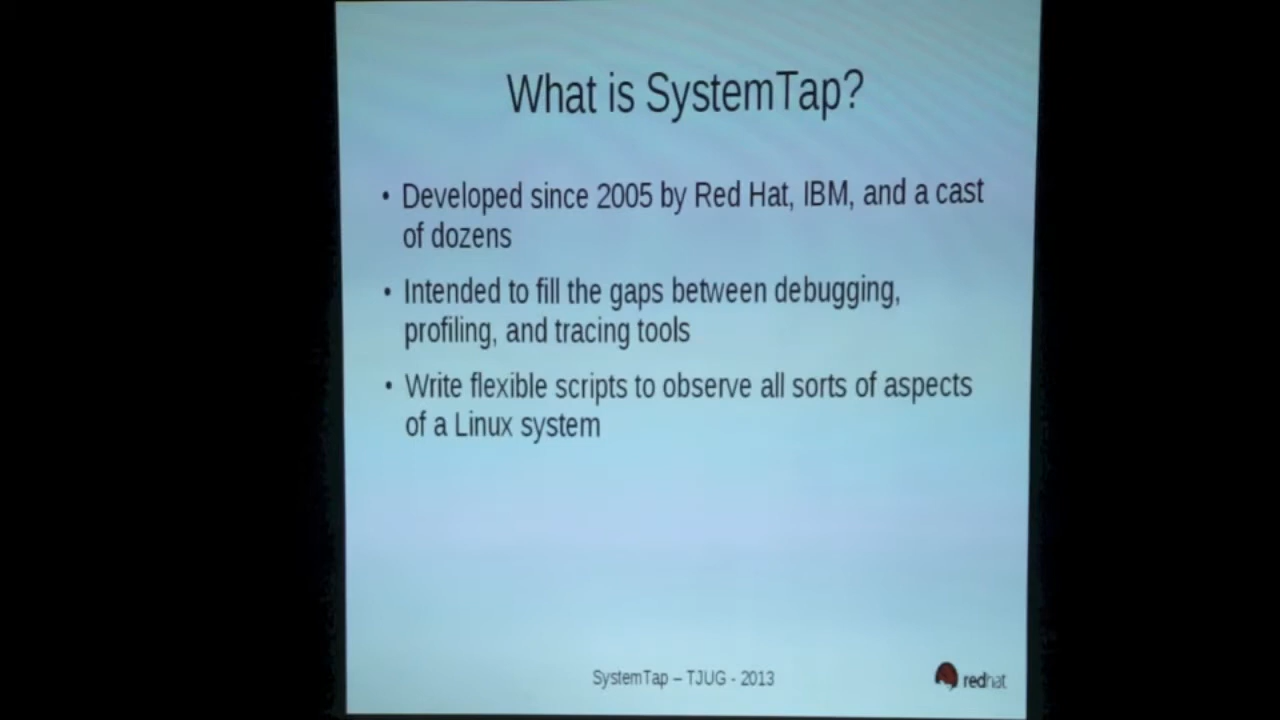 What is SystemTap?
• Developed since 2005 by Red Hat, IBM, and a cast
of dozens
• Intended to fill the gaps between debugging,
profiling, and tracing tools
• Write flexible scripts to observe all sorts of aspects
of a Linux system
SystemTap – TJUG - 2013
redhat